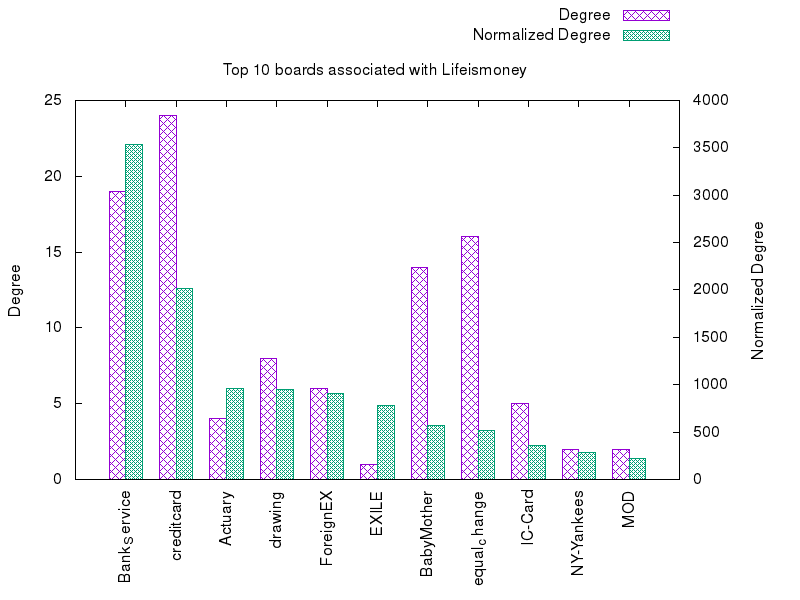 Degree
Normalized Degree
Top 10 boards associated with Lifeismoney
25
20
15
10
5
0
4000
3500
3000
2500
2000
1500
1000
500
0
Degree
Normalized Degree
Bank_Service
creditcard
Actuary
drawing
ForeignEX
EXILE
BabyMother
equal_change
IC-Card
NY-Yankees
MOD